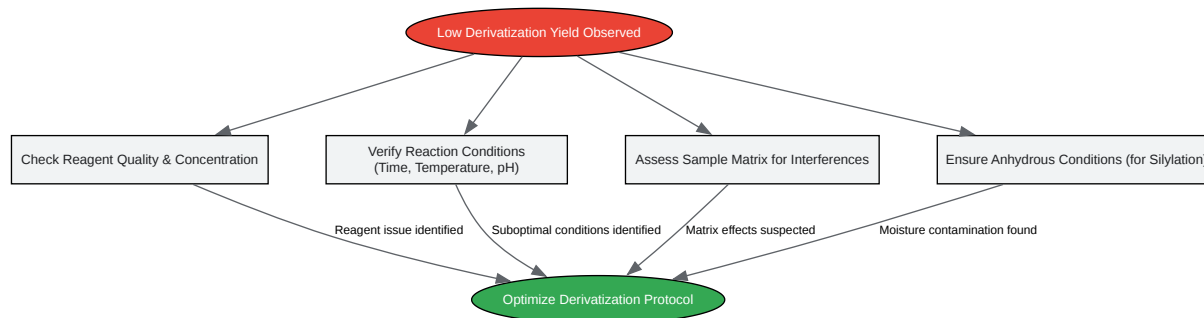 Low Derivatization Yield Observed
Check Reagent Quality & Concentration
Verify Reaction Conditions
(Time, Temperature, pH)
Assess Sample Matrix for Interferences
Ensure Anhydrous Conditions (for Silylation)
Reagent issue identified
Suboptimal conditions identified
Matrix effects suspected
Moisture contamination found
Optimize Derivatization Protocol